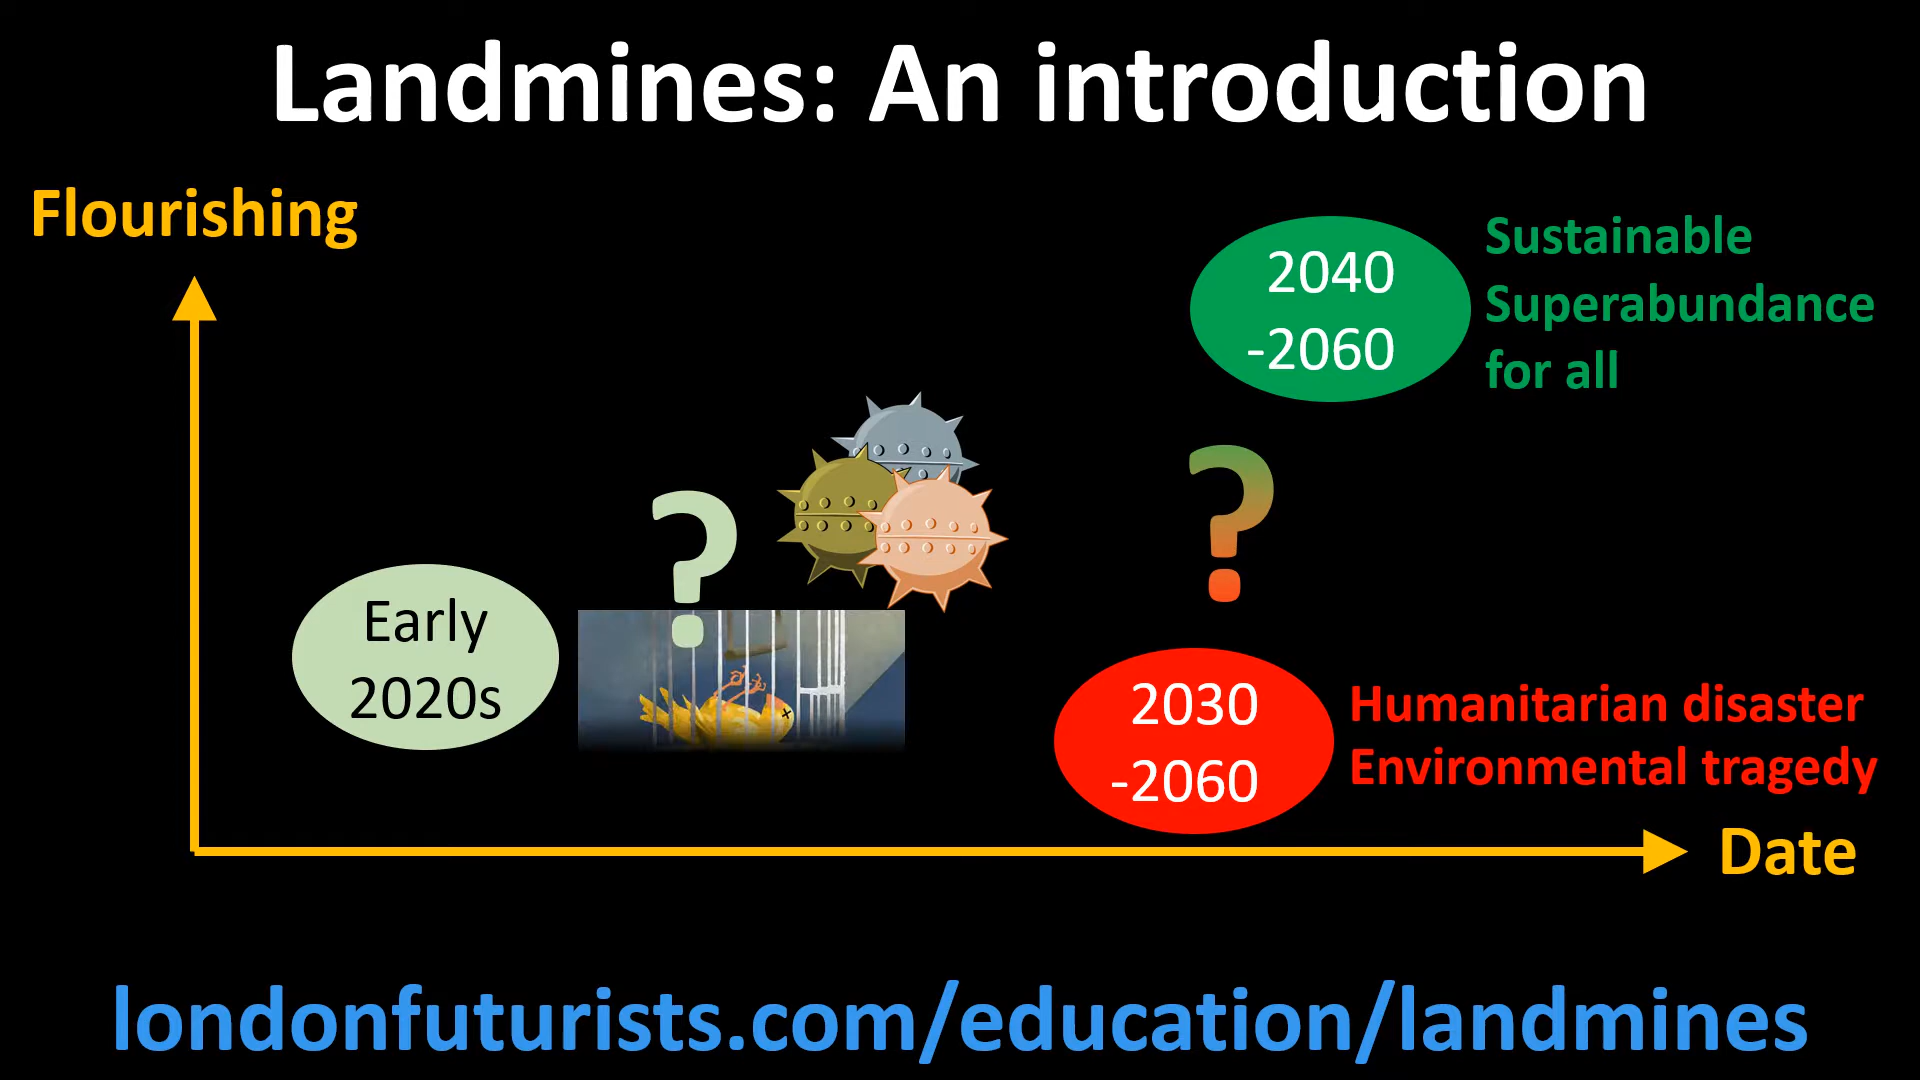 Landmines: An introduction
Flourishing
2040
-2060
Sustainable
Superabundance
for all
?
?
Early
2020s
2030
-2060
Humanitarian disaster
Environmental tragedy
Date
londonfuturists.com/education/landmines